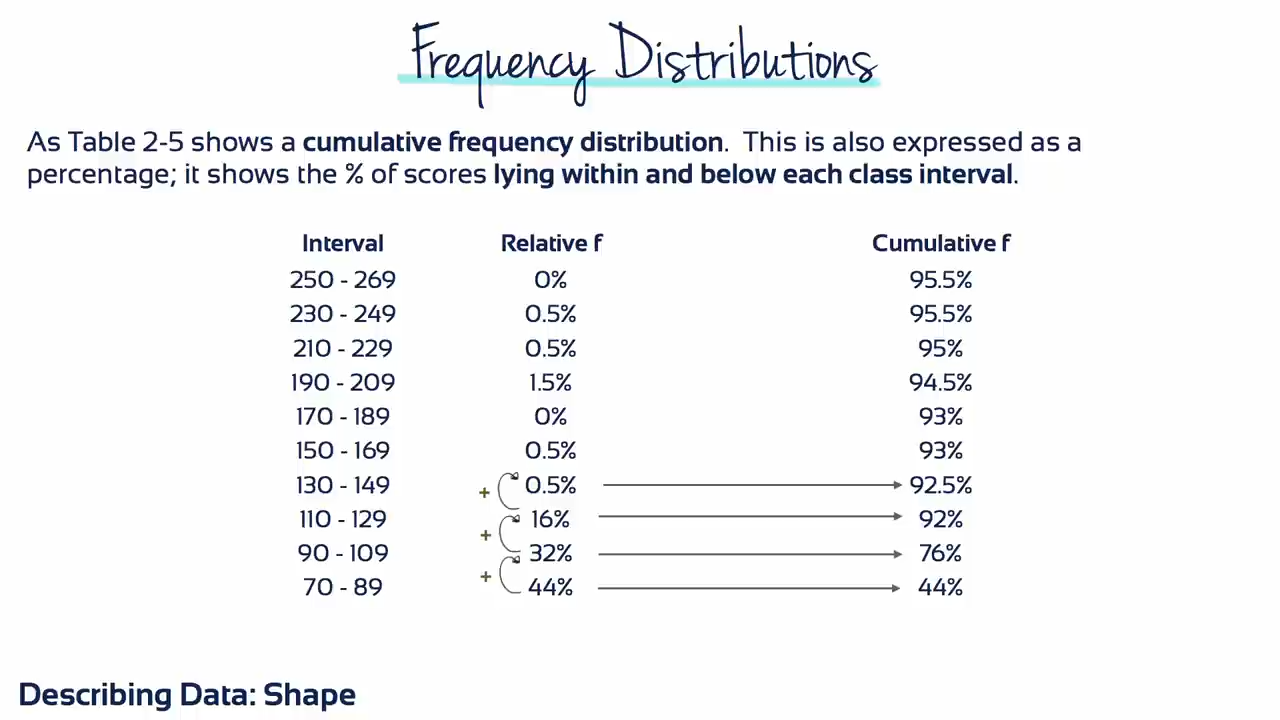 Frequency Distributions
As Table 2-5 shows a cumulative frequency distribution. This is also expressed as a
percentage; it shows the % of scores lying within and below each class interval.
Interval Relative f Cumulative f
250 - 269 0% 95.5%
230 - 249 0.5% 95.5%
210 - 229 0.5% 95%
190 - 209 1.5% 94.5%
170 - 189 0% 93%
150 - 169 0.5% 93%
130 - 149 + 0.5% 92.5%
110 - 129 + 16% 92%
90 - 109 + 32% 76%
70 - 89 44% 44%
Describing Data: Shape